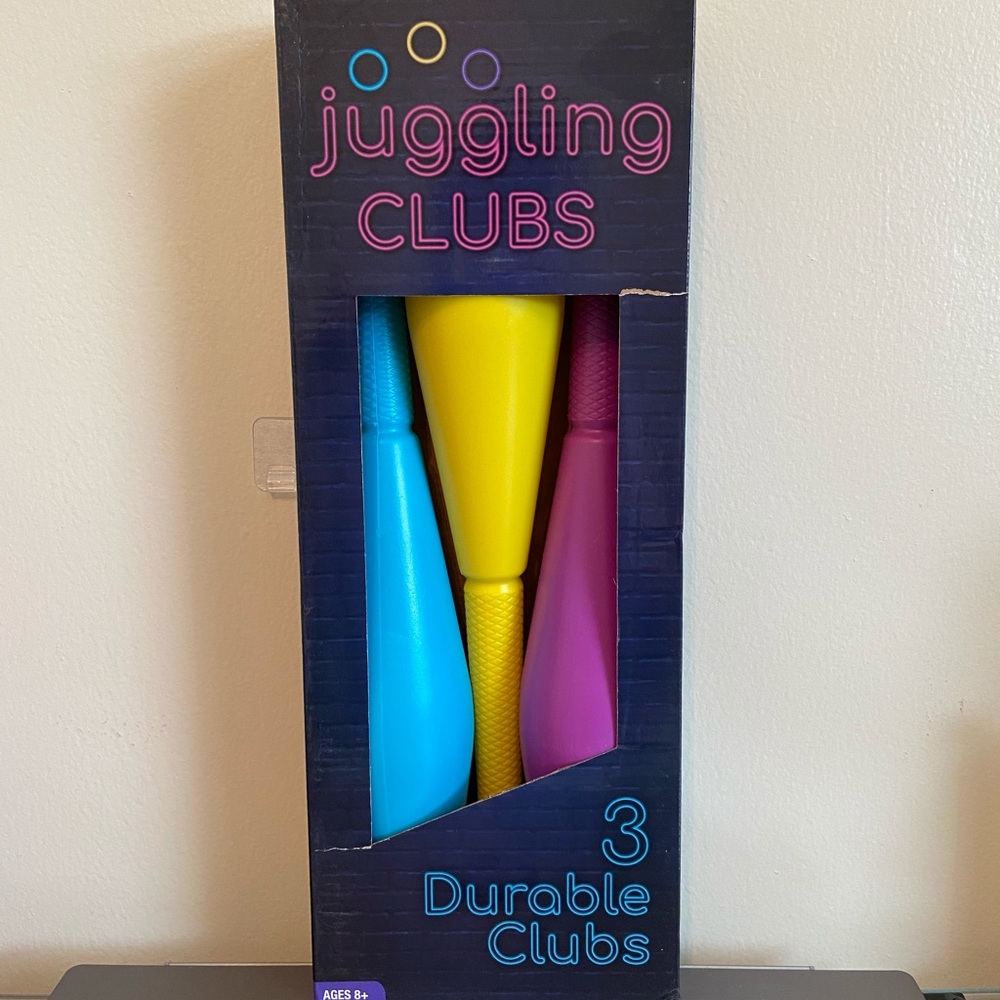 juggling
CLUBS
3
Durable
Clubs
AGES 8+